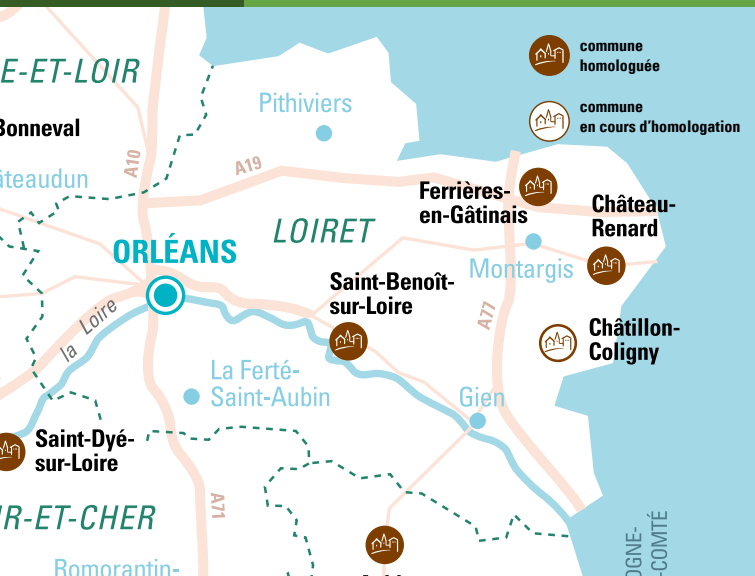 commune
homologuée
commune
en cours d'homologation
E-ET-LOIR
Pithiviers
Bonneval
A10
A19
âteaudun
Ferrières-
en-Gâtinais
Château-
Renard
LOIRET
ORLÉANS
Montargis
Saint-Benoît-
sur-Loire
la Loire
A77
Châtillon-
Coligny
La Ferté-
Saint-Aubin
Gien
Saint-Dyé-
sur-Loire
A71
IR-ET-CHER
OGNE-
-COMTÉ
Romorantin-